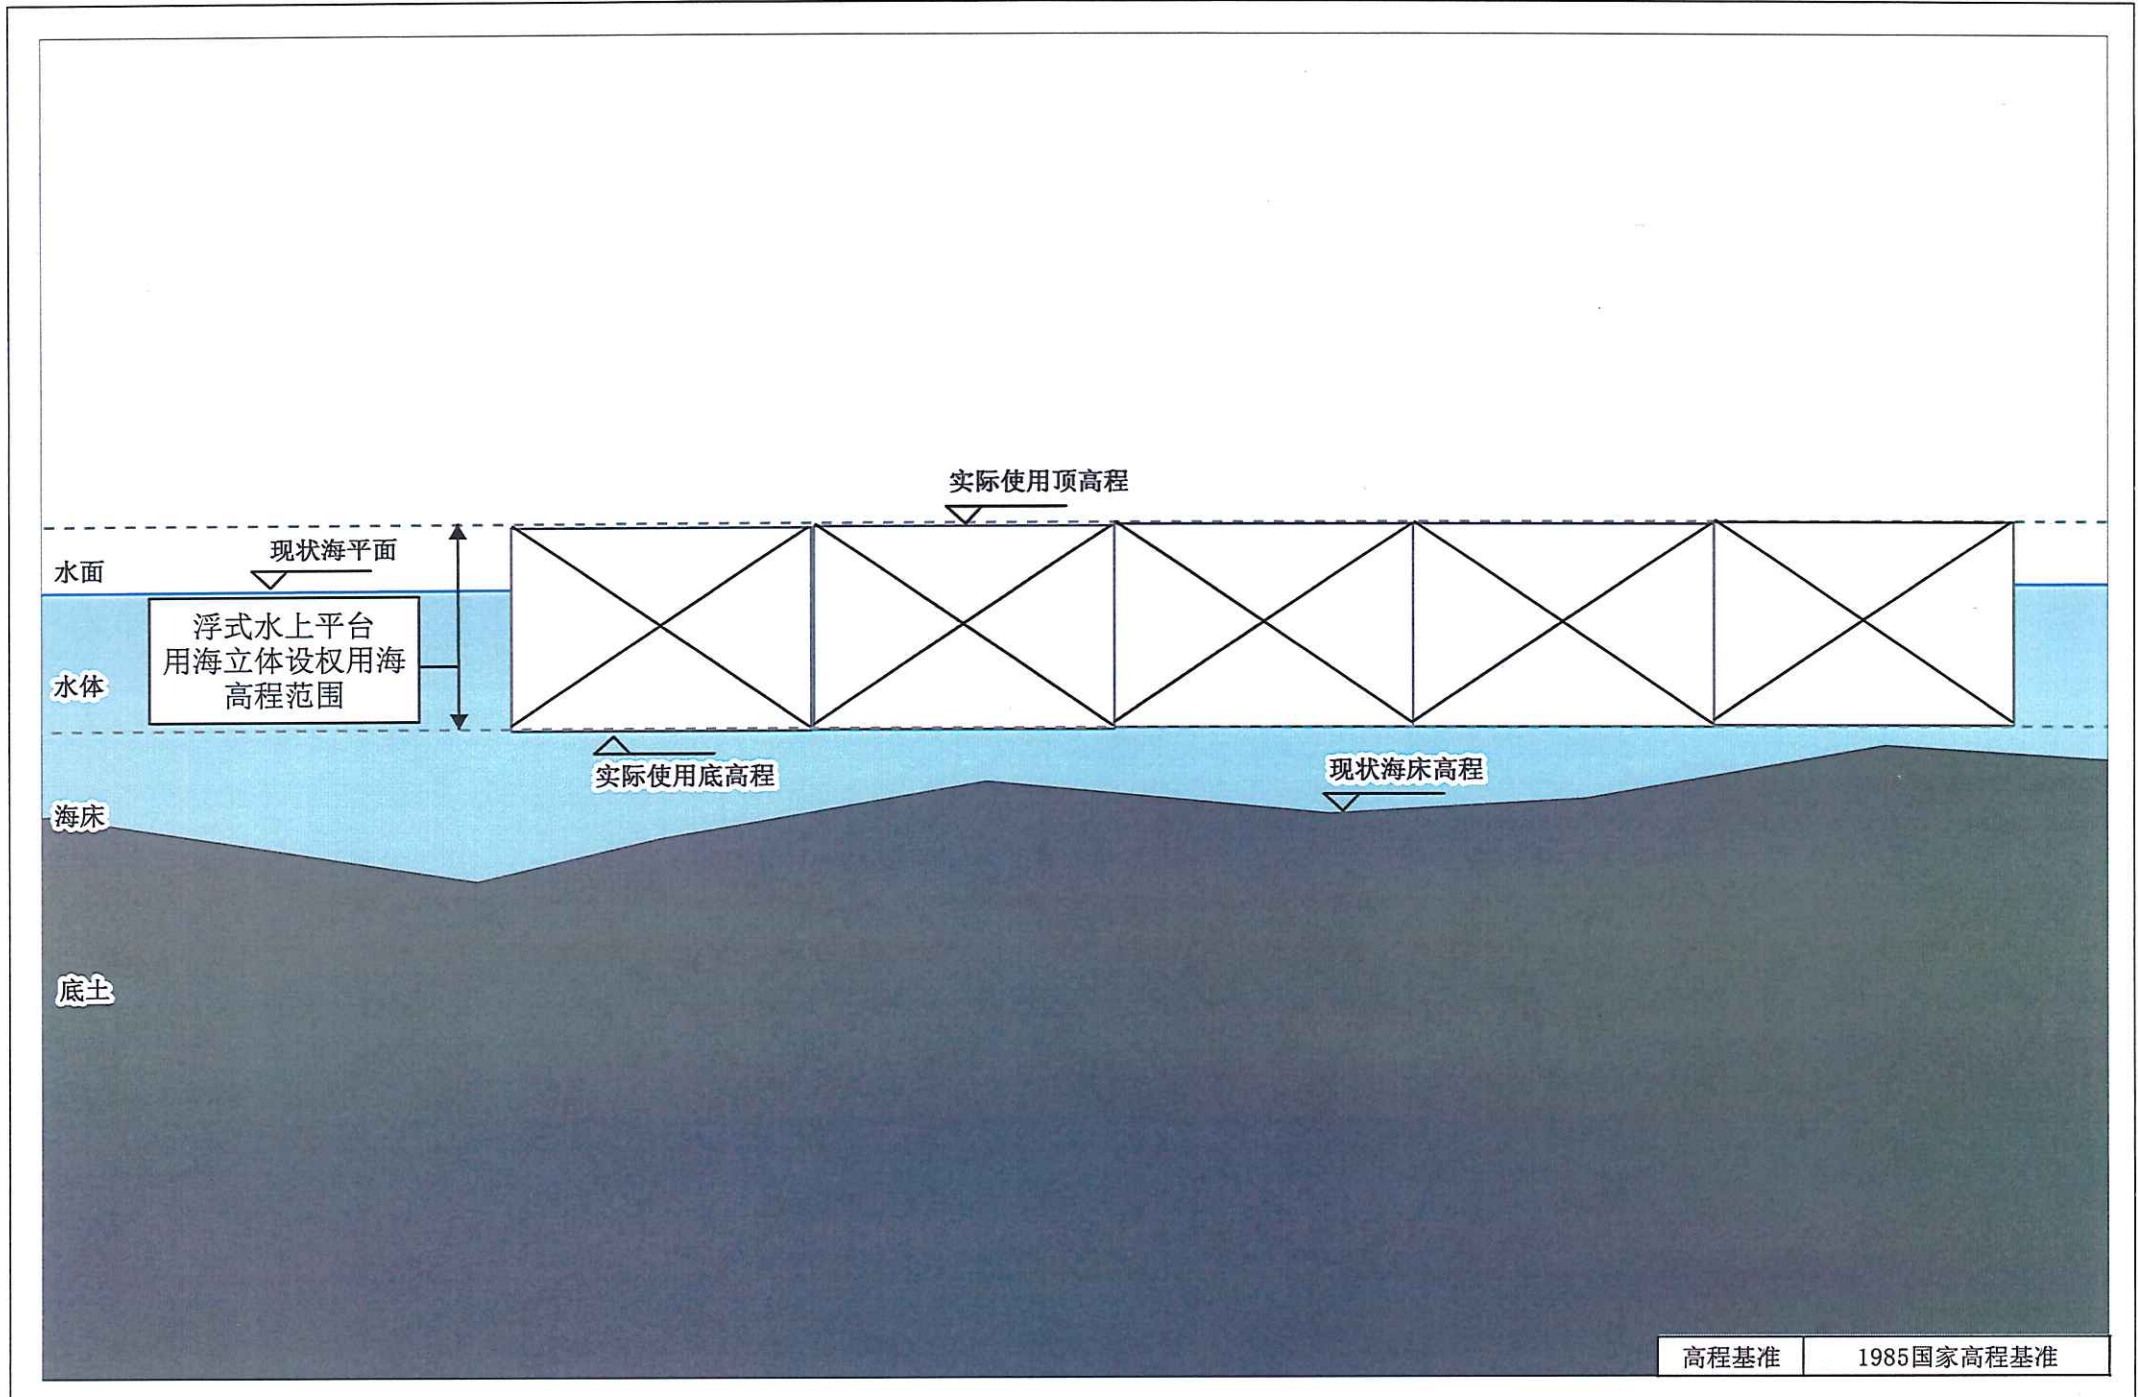 实际使用顶高程
现状海平面
水面
浮式水上平台
用海立体设权用海
高程范围
水体
实际使用底高程
现状海床高程
海床
底土
高程基准 1985国家高程基准